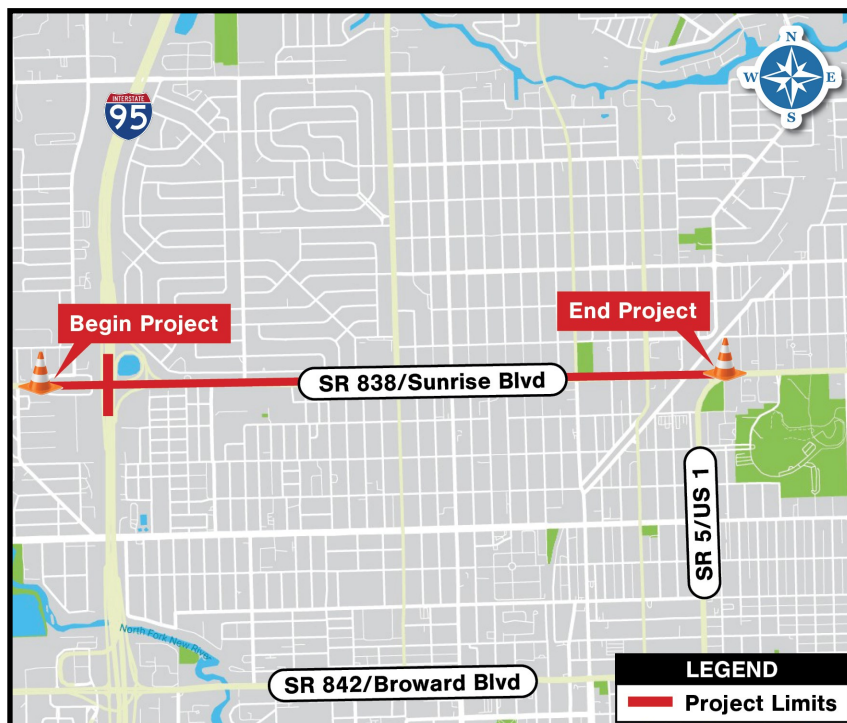 N
W E
S
INTERSTATE
95
Begin Project
End Project
SR 838/Sunrise Blvd
SR 5/US 1
North Fork New River
SR 842/Broward Blvd
LEGEND
Project Limits